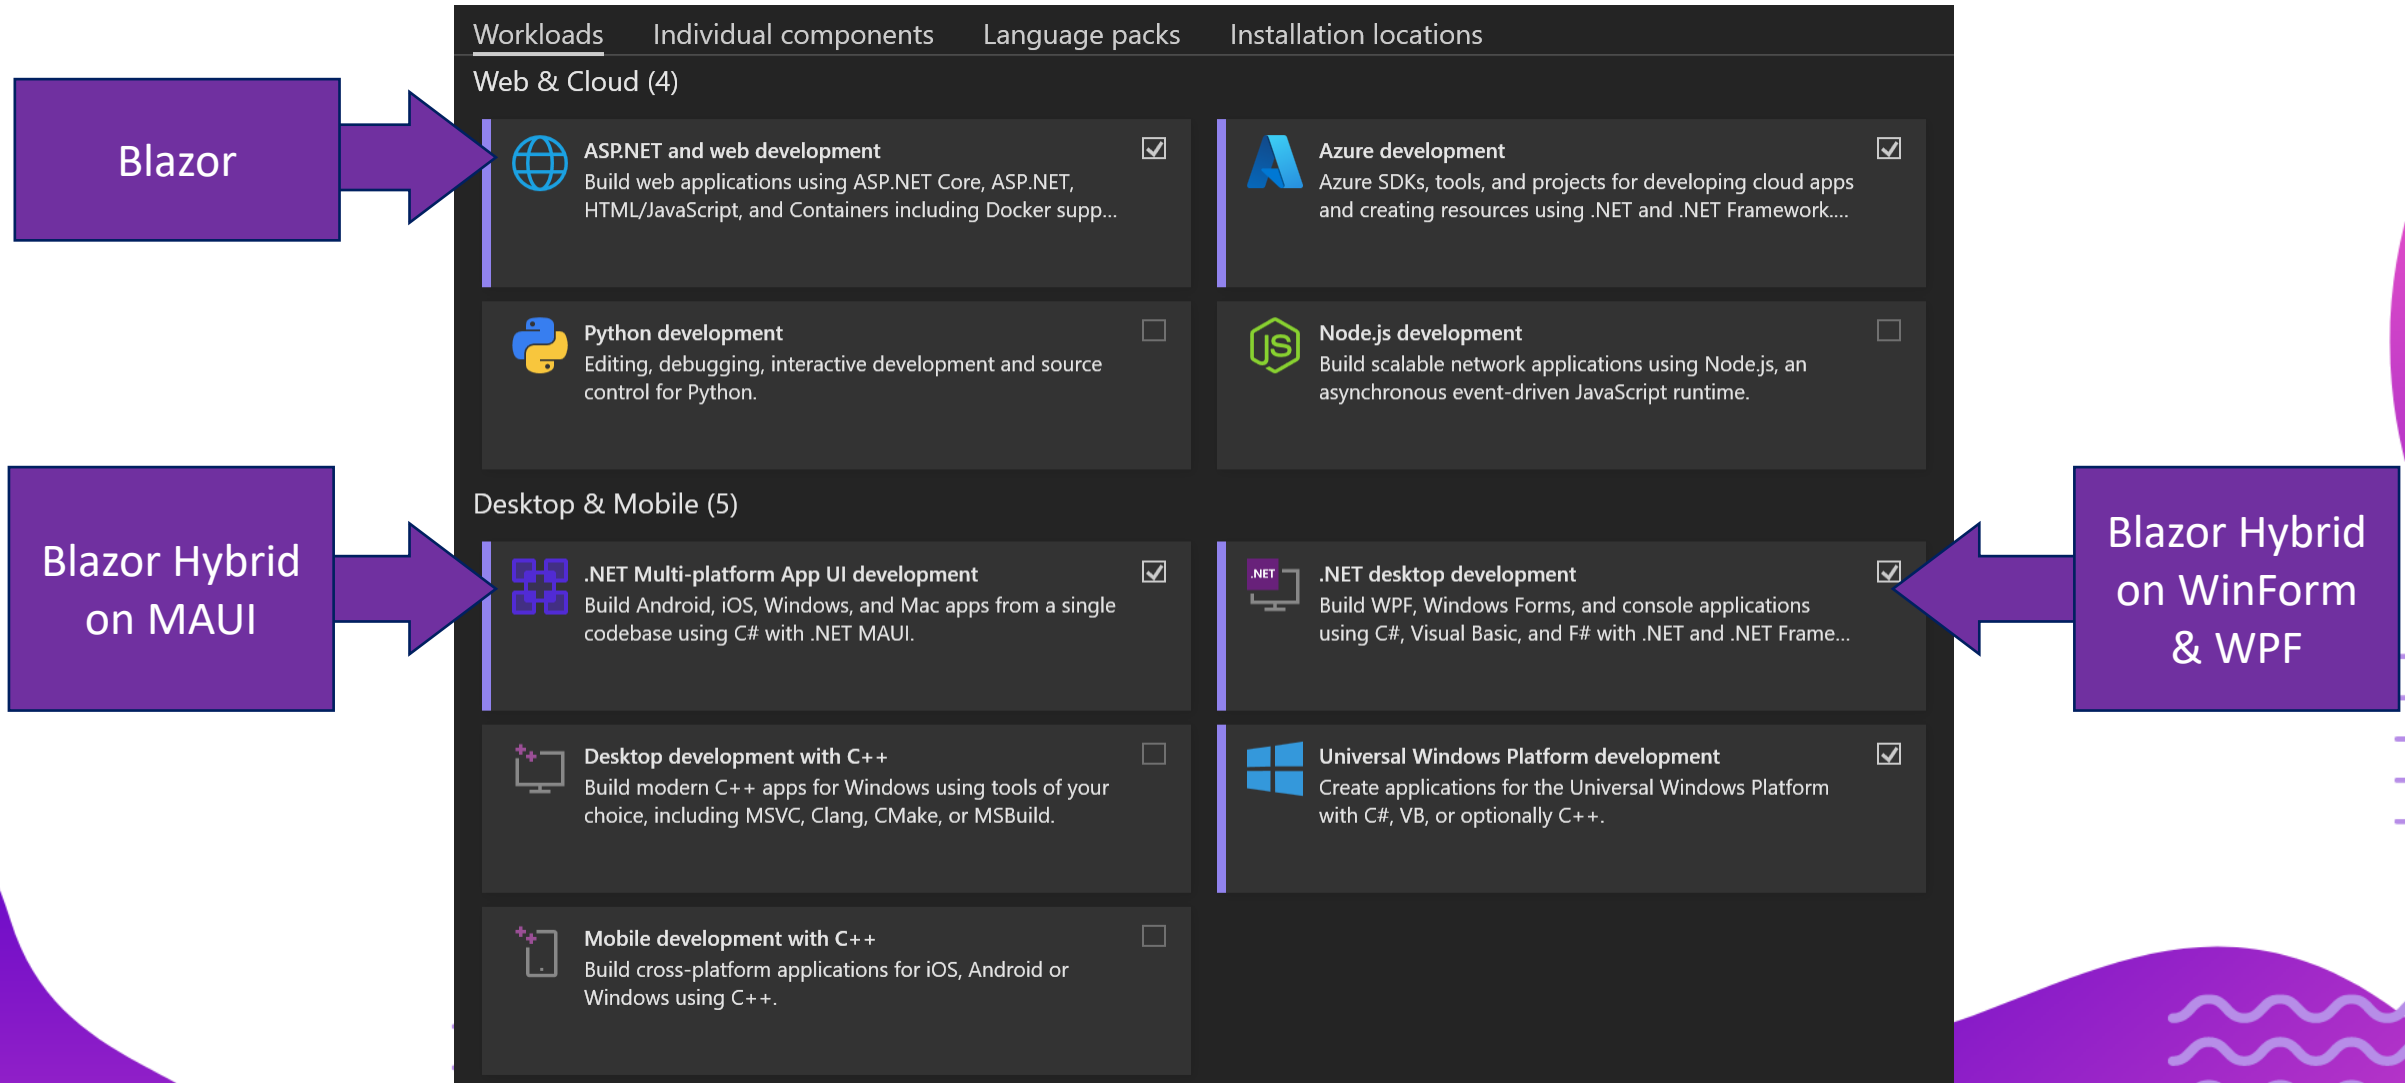 Workloads
Individual components
Language packs
Installation locations
Web & Cloud (4)
Blazor
ASP.NET and web development
Build web applications using ASP.NET Core, ASP.NET,
HTML/JavaScript, and Containers including Docker supp...
Azure development
Azure SDKs, tools, and projects for developing cloud apps
and creating resources using .NET and .NET Framework....
Python development
Editing, debugging, interactive development and source
control for Python.
JS
Node.js development
Build scalable network applications using Node.js, an
asynchronous event-driven JavaScript runtime.
Desktop & Mobile (5)
Blazor Hybrid
on MAUI
.NET Multi-platform App UI development
Build Android, iOS, Windows, and Mac apps from a single
codebase using C# with .NET MAUI.
.NET
.NET desktop development
Build WPF, Windows Forms, and console applications
using C#, Visual Basic, and F# with .NET and .NET Frame...
Blazor Hybrid
on WinForm
& WPF
Desktop development with C++
Build modern C++ apps for Windows using tools of your
choice, including MSVC, Clang, CMake, or MSBuild.
Universal Windows Platform development
Create applications for the Universal Windows Platform
with C#, VB, or optionally C++.
Mobile development with C++
Build cross-platform applications for iOS, Android or
Windows using C++.